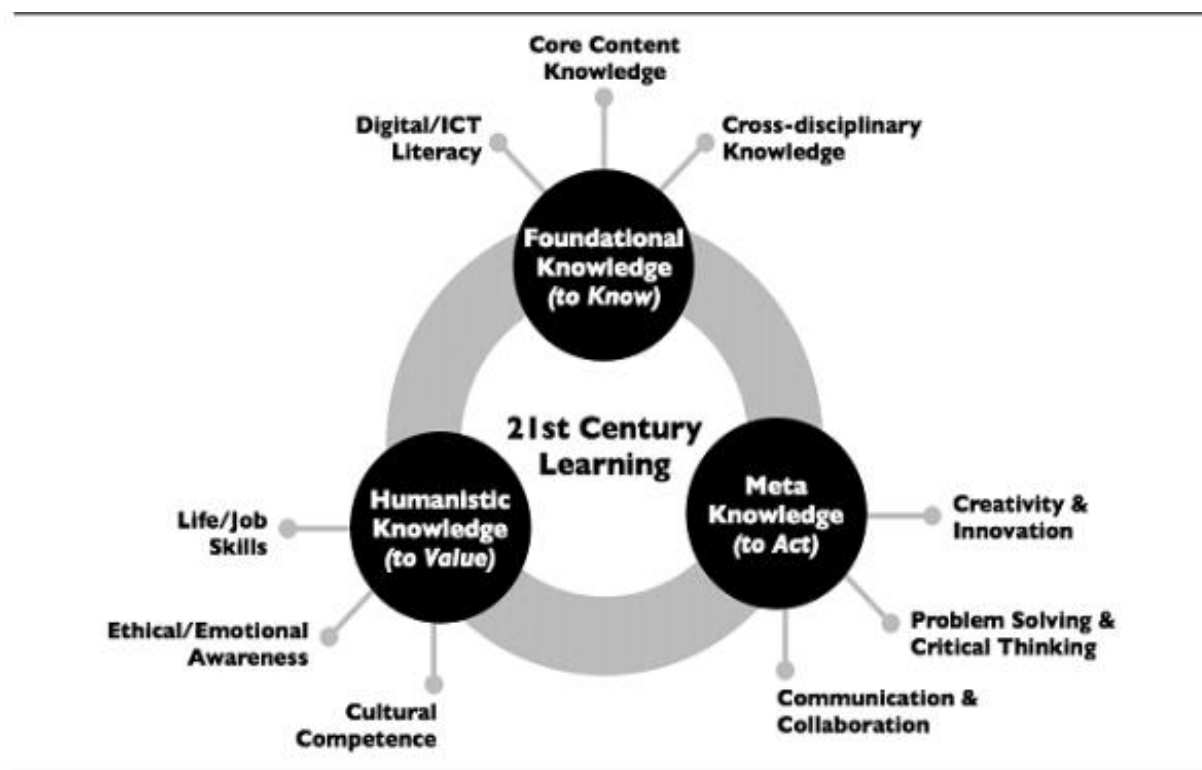 Core Content
Knowledge
Digital/ICT
Literacy
Cross-disciplinary
Knowledge
Foundational
Knowledge
(to Know)
21st Century
Learning
Humanistic
Knowledge
(to Value)
Meta
Knowledge
(to Act)
Life/Job
Skills
Ethical/Emotional
Awareness
Cultural
Competence
Creativity &
Innovation
Problem Solving &
Critical Thinking
Communication &
Collaboration